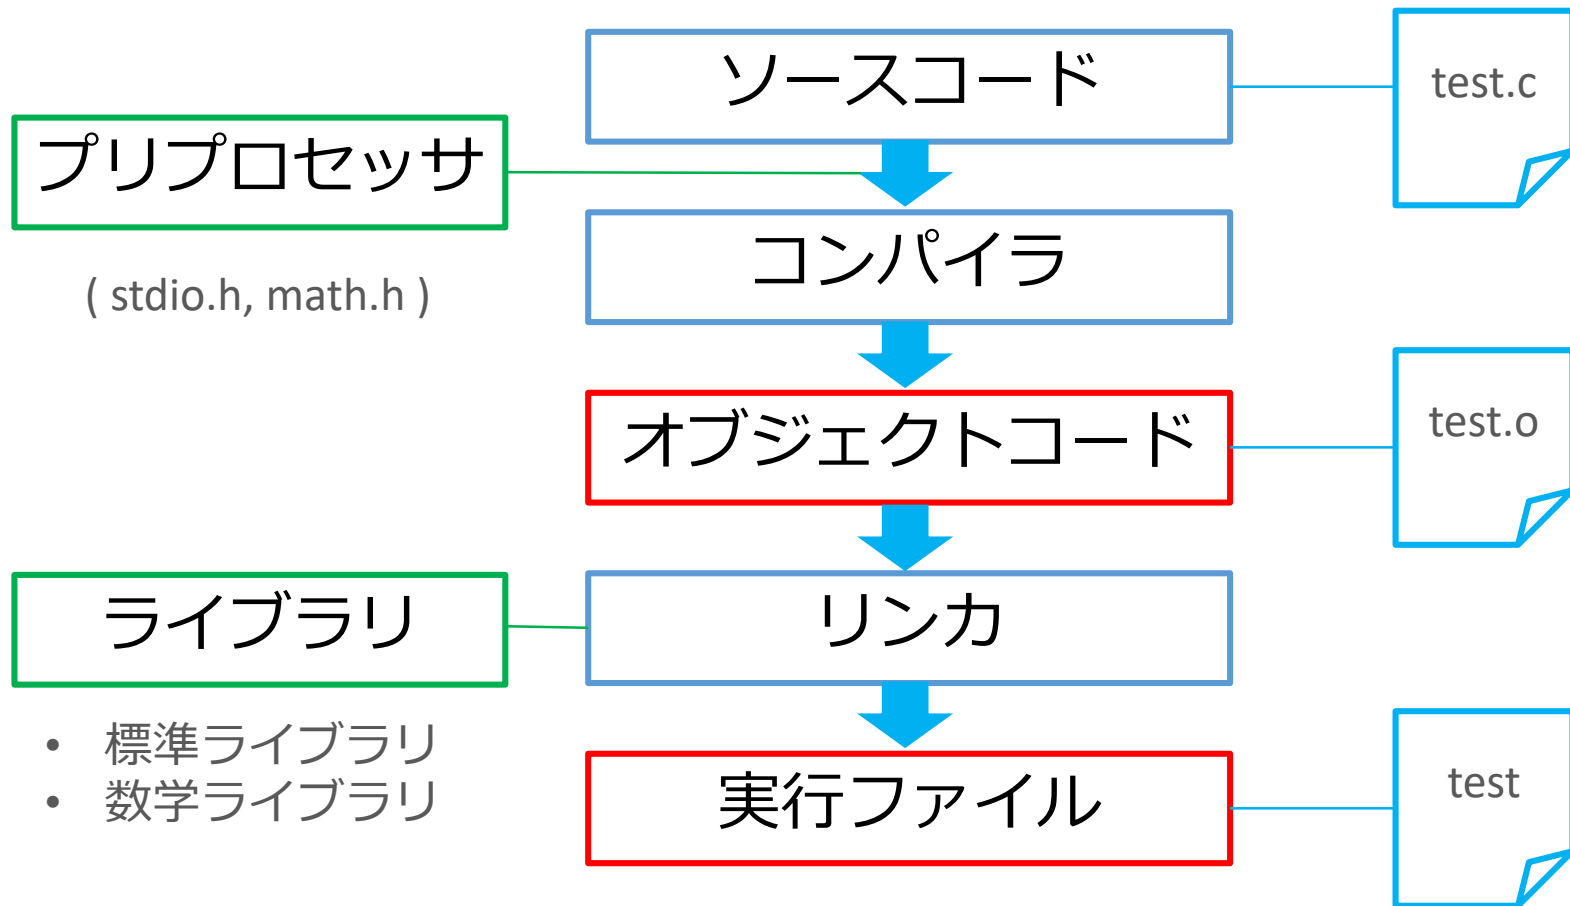 ソースコード
test.c
プリプロセッサ
コンパイラ
( stdio.h, math.h )
オブジェクトコード
test.o
ライブラリ
リンカ
• 標準ライブラリ
• 数学ライブラリ
実行ファイル
test